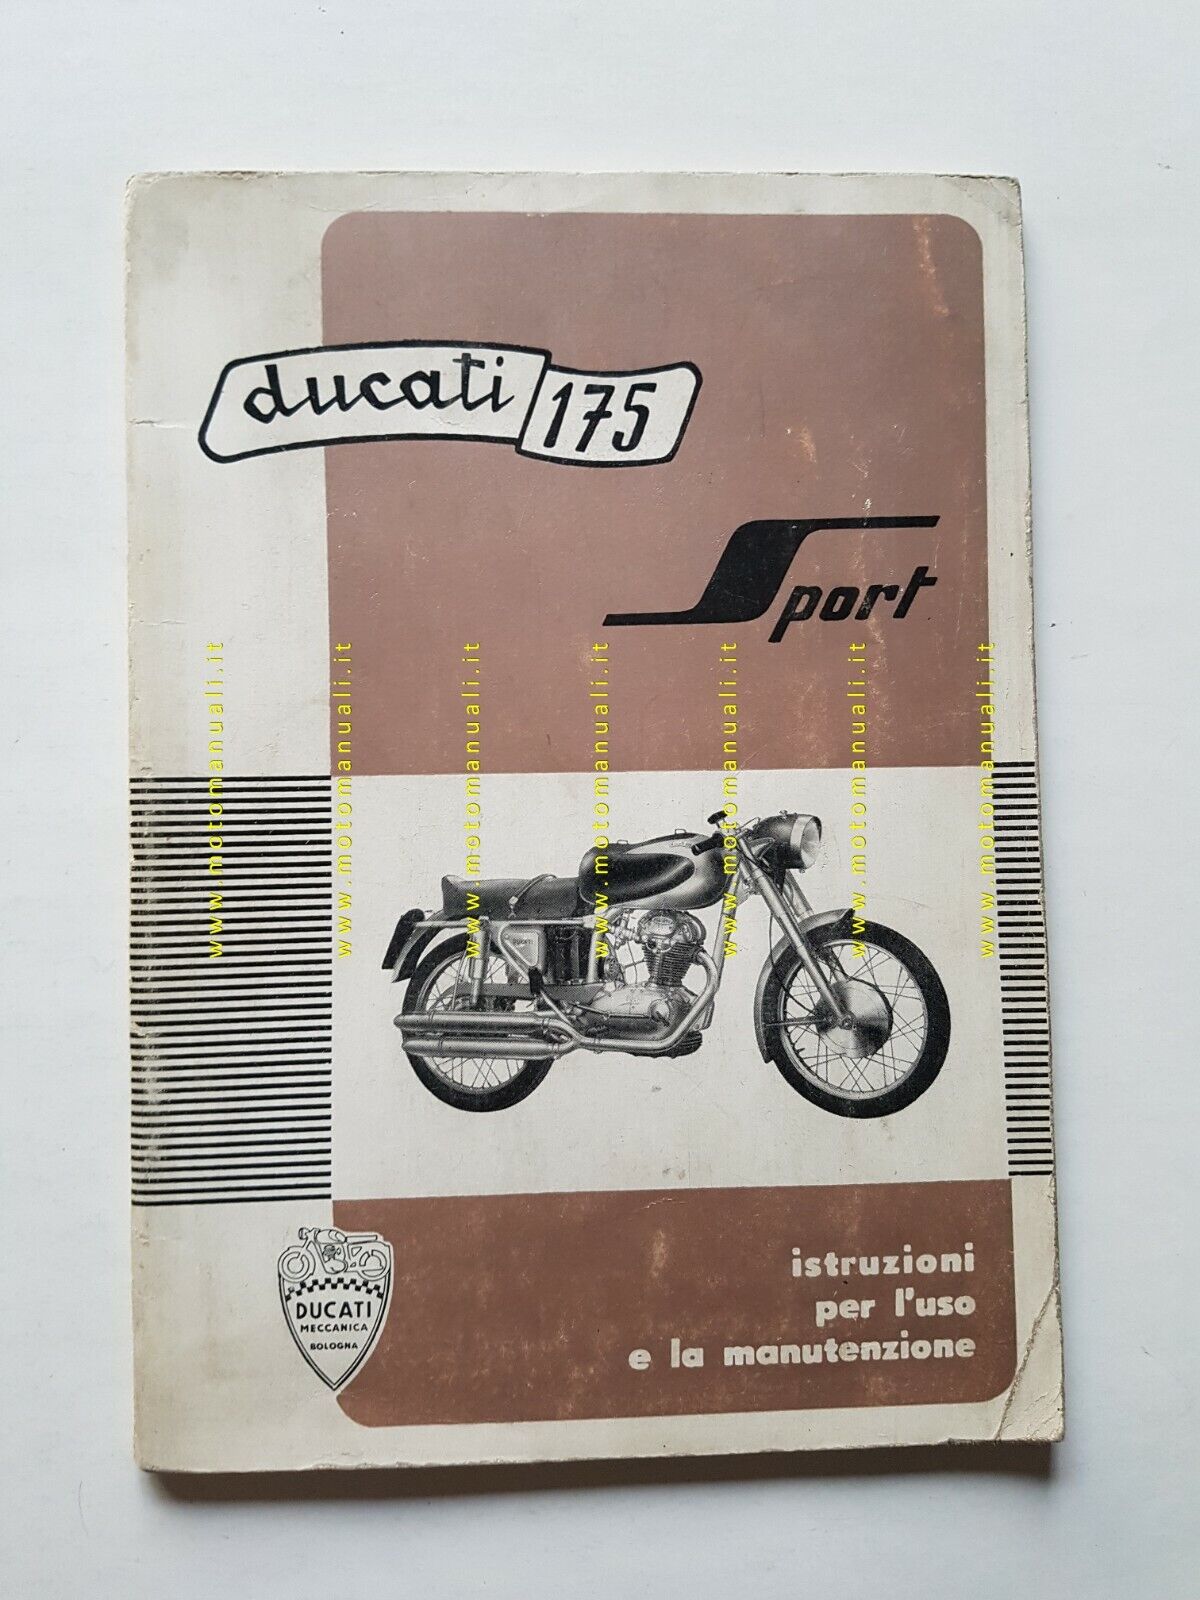 ducati 175
Sport
www.motomanuali.it www.motomanuali.it www.motomanuali.it www.motomanuali.it www.motomanuali.it www.motomanuali.it www.motomanuali.it
DUCATI
DUCATI
MECCANICA
BOLOGNA
istruzioni
per l'uso
e la manutenzione